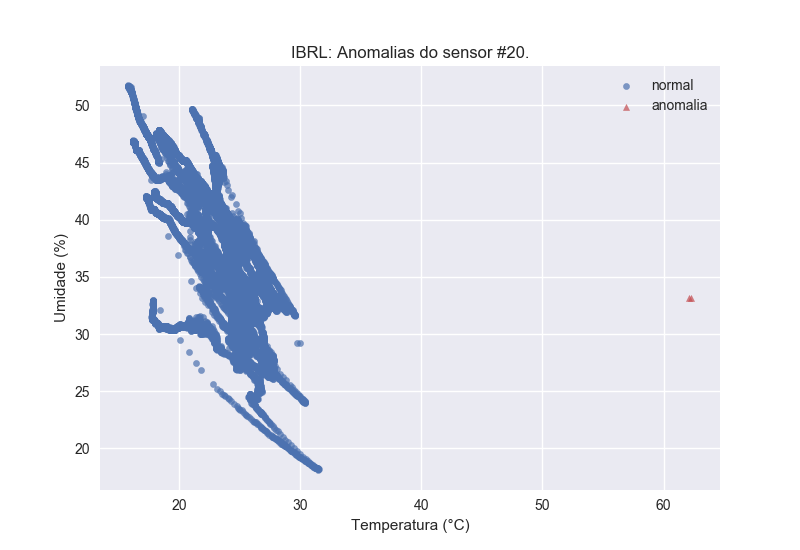 IBRL: Anomalias do sensor #20.
normal
anomalia
50
45
40
35
30
25
20
Umidade (%)
20 30 40 50 60
Temperatura (°C)